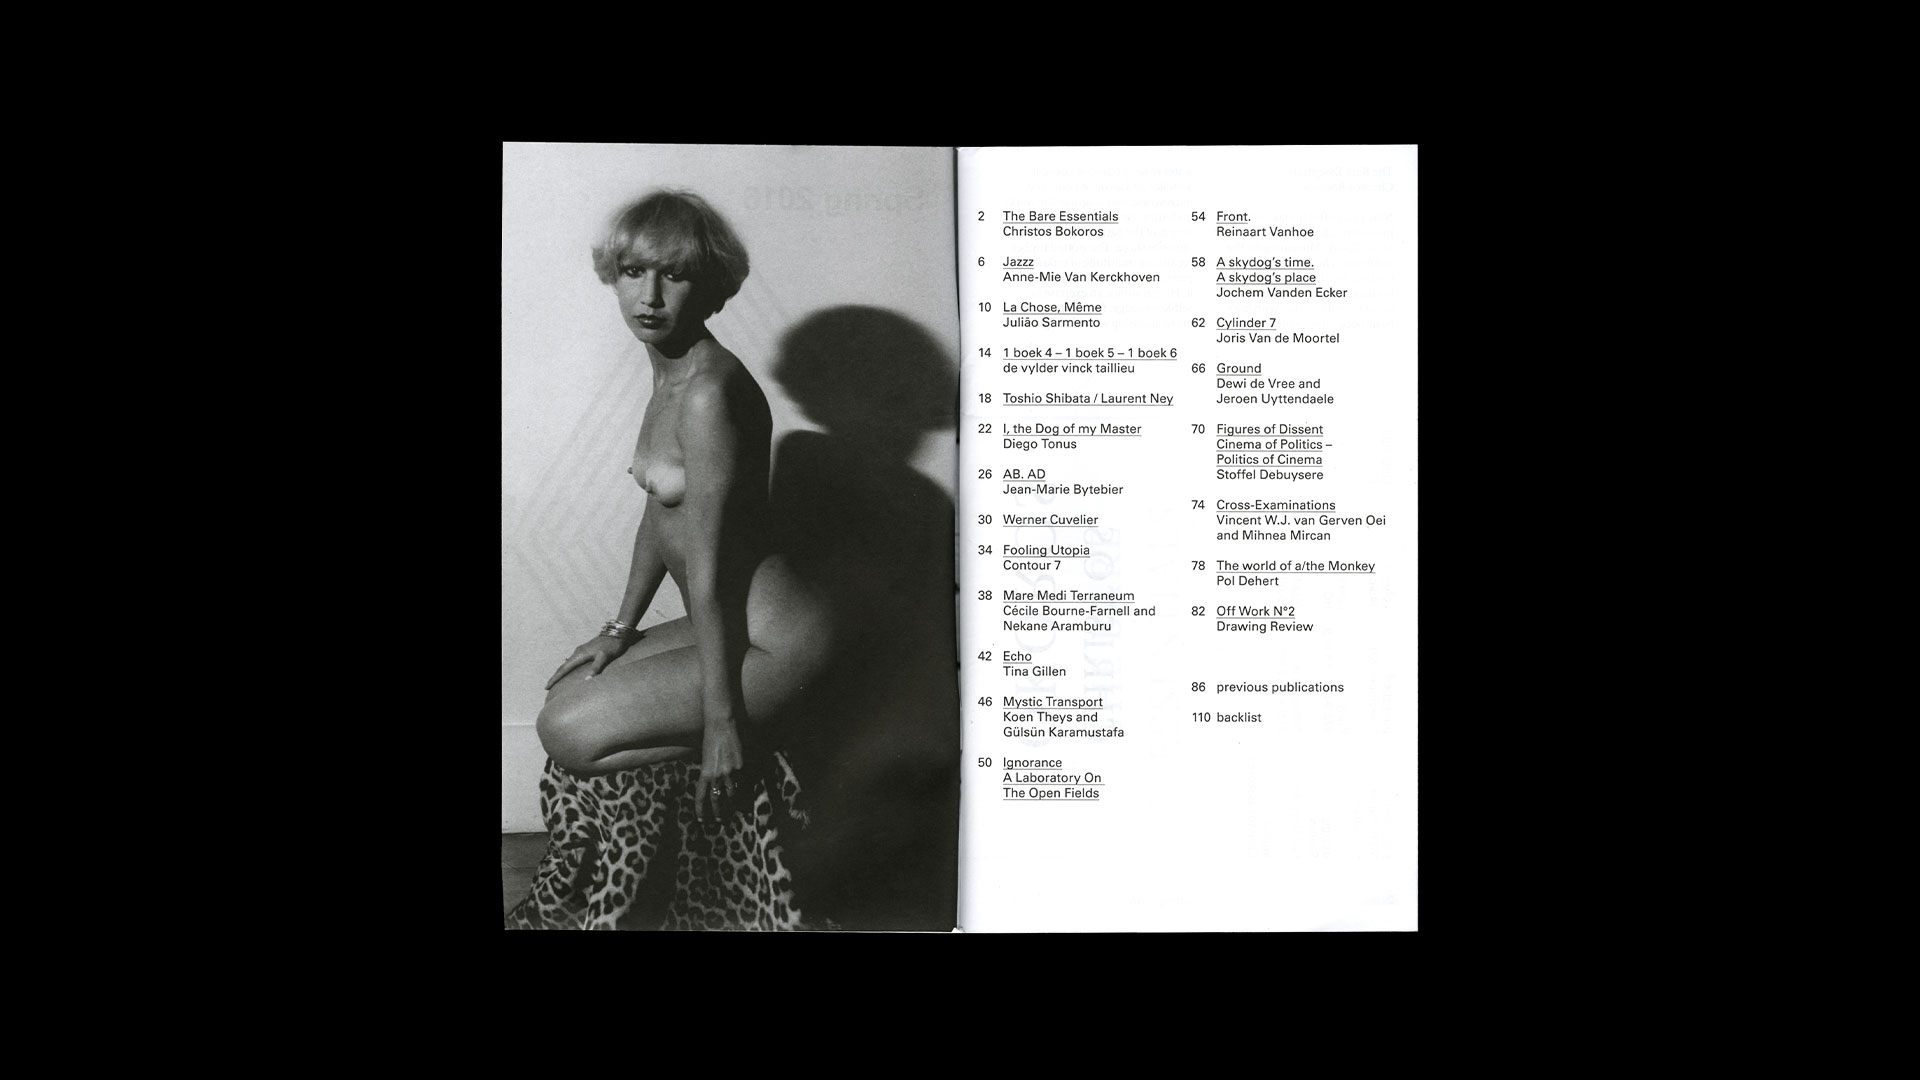 Spring 2015
2 The Bare Essentials
Christos Bokoros
6 Jazzz
Anne-Mie Van Kerckhoven
10 La Chose, Même
Julião Sarmento
14 1 boek 4 – 1 boek 5 – 1 boek 6
de vylder vinck taillieu
18 Toshio Shibata / Laurent Ney
22 I, the Dog of my Master
Diego Tonus
26 AB. AD
Jean-Marie Bytebier
30 Werner Cuvelier
34 Fooling Utopia
Contour 7
38 Mare Medi Terraneum
Cécile Bourne-Farnell and
Nekane Aramburu
42 Echo
Tina Gillen
46 Mystic Transport
Koen Theys and
Gülsün Karamustafa
50 Ignorance
A Laboratory On
The Open Fields
54 Front.
Reinaart Vanhoe
58 A skydog's time.
A skydog's place
Jochem Vanden Ecker
62 Cylinder 7
Joris Van de Moortel
66 Ground
Dewi de Vree and
Jeroen Uyttendaele
70 Figures of Dissent
Cinema of Politics –
Politics of Cinema
Stoffel Debuysere
74 Cross-Examinations
Vincent W.J. van Gerven Oei
and Mihnea Mircan
78 The world of a/the Monkey
Pol Dehert
82 Off Work N°2
Drawing Review
86 previous publications
110 backlist